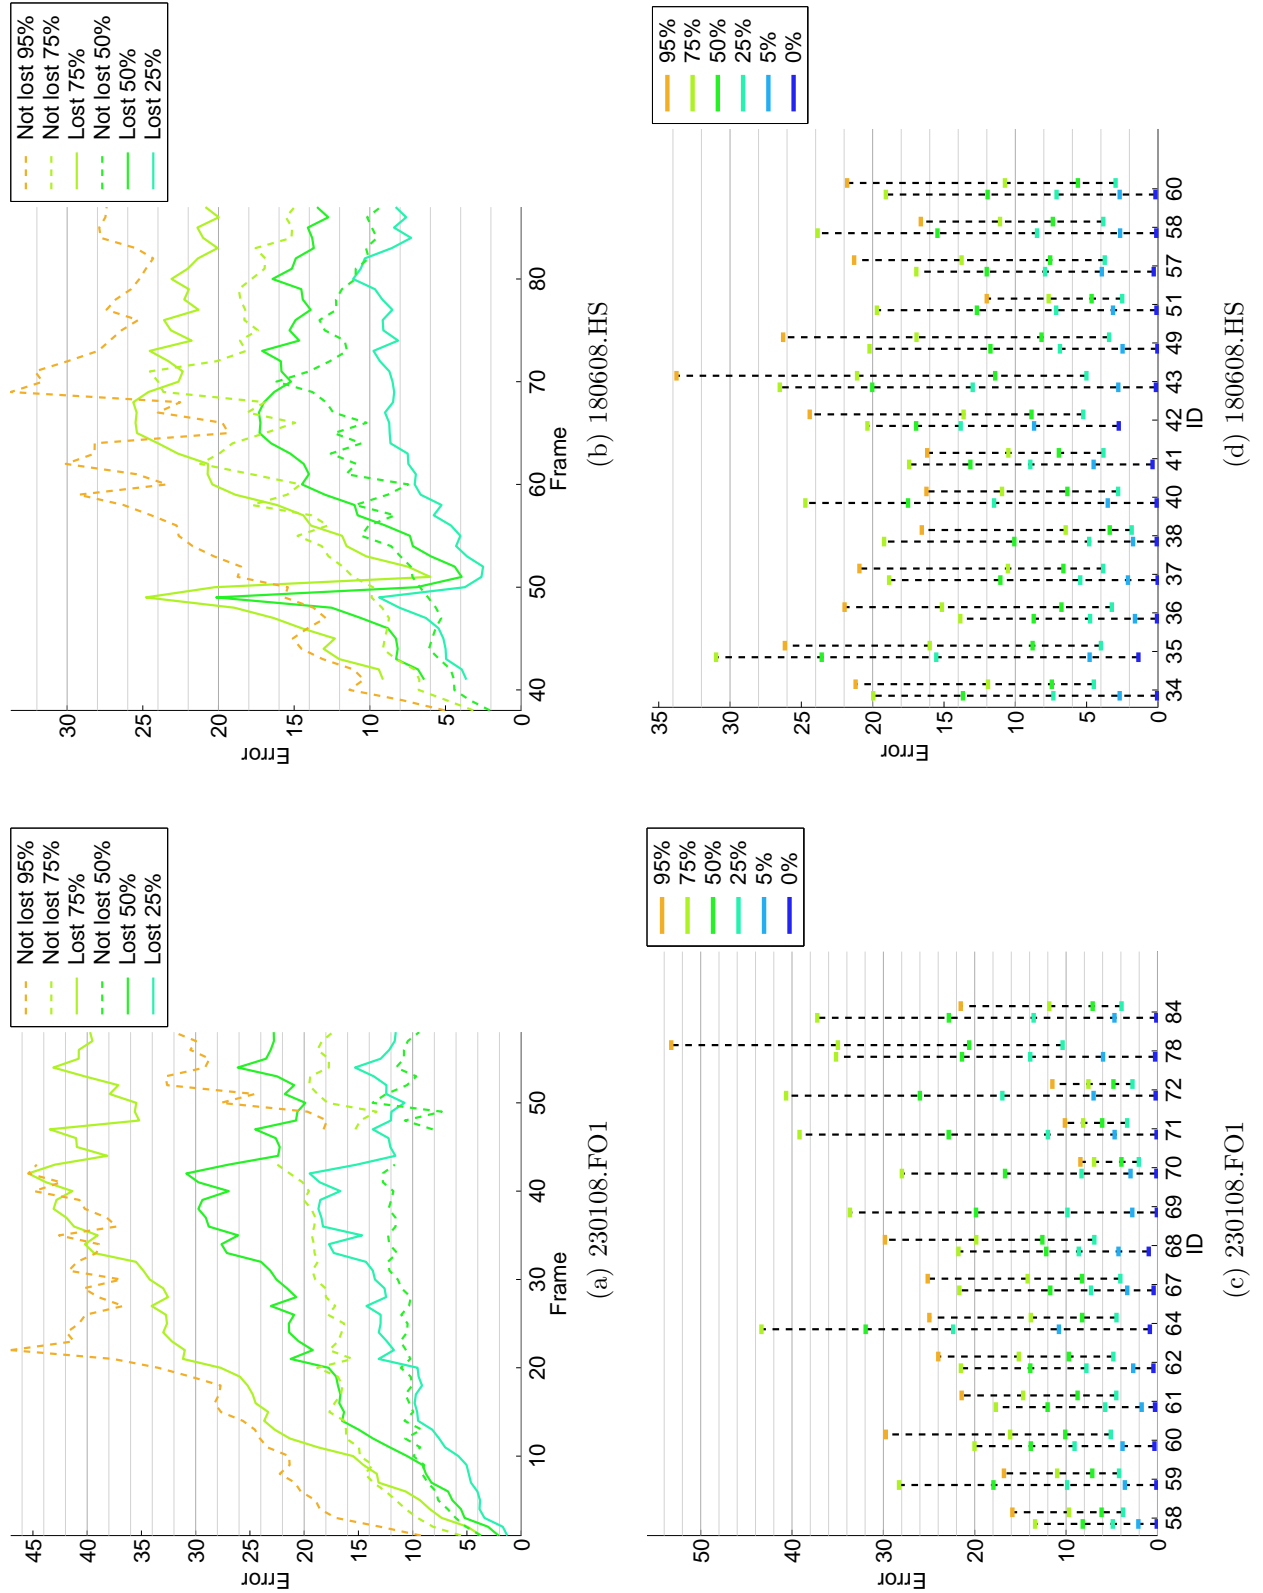 Not lost 95%
Not lost 75%
Lost 75%
Not lost 50%
Lost 50%
Lost 25%
45
40
35
30
25
20
15
10
5
0
Error
10
20
30
40
50
Frame
(a) 230108.FO1
Not lost 95%
Not lost 75%
Lost 75%
Not lost 50%
Lost 50%
Lost 25%
30
25
20
15
10
5
0
Error
40
50
60
70
80
Frame
(b) 180608.HS
95%
75%
50%
25%
5%
0%
50
40
30
20
10
0
Error
58 59 60 61 62 64 67 68 69 70 71 72 78 84
ID
(c) 230108.FO1
95%
75%
50%
25%
5%
0%
35
30
25
20
15
10
5
0
Error
34 35 36 37 38 40 41 42 43 49 51 57 58 60
ID
(d) 180608.HS